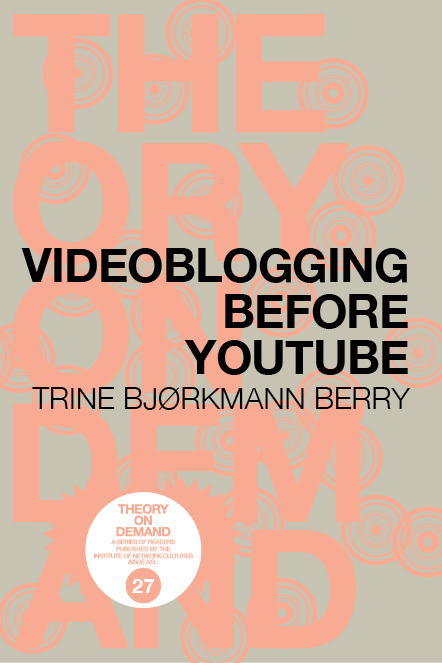 THE
ORY
ON
DEM
AND
VIDEOBLOGGING
BEFORE
YOUTUBE
TRINE BJØRKMANN BERRY
THEORY
ON
DEMAND
A SERIES OF READERS
PUBLISHED BY THE
INSTITUTE OF NETWORK CULTURES
ISSUE NO.:
27